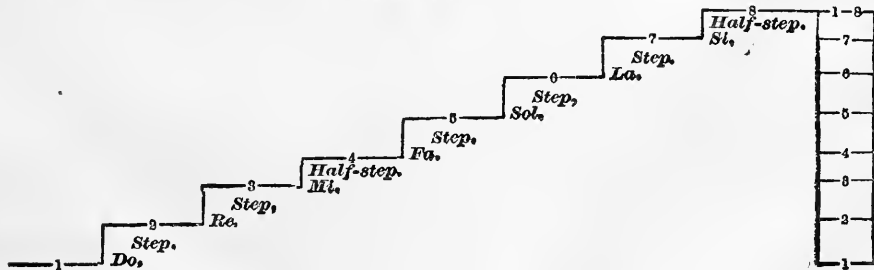 8 1–8
Half-step.
Si,
7 7
Step.
La,
6 6
Step,
Sol,
5 5
Step.
Fa,
4 4
Half-step.
Mi,
3 3
Step,
Re.
2 2
Step.
Do,
1 1